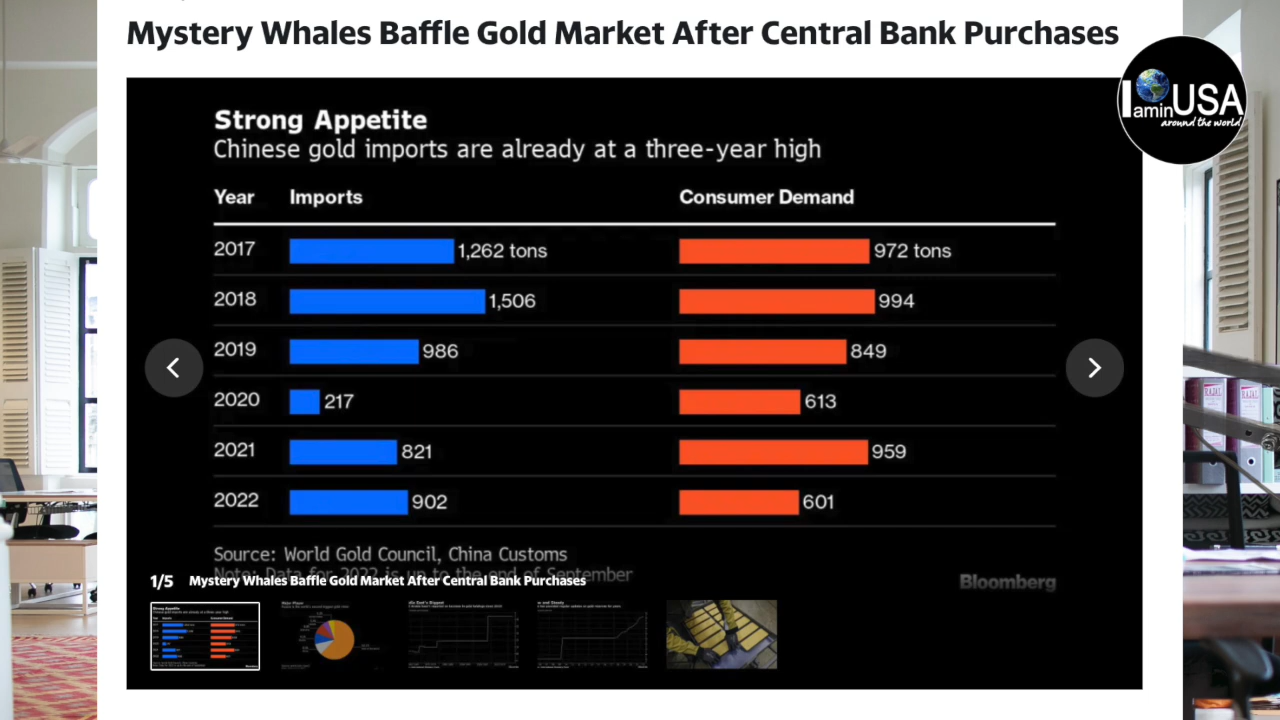 Mystery Whales Baffle Gold Market After Central Bank Purchases
IaminUSA
around the world
Strong Appetite
Chinese gold imports are already at a three-year high
Year Imports Consumer Demand
2017 1,262 tons 972 tons
2018 1,506 994
2019 986 849
2020 217 613
2021 821 959
2022 902 601
Source: World Gold Council, China Customs
Note: Data for 2022 is up to the end of September
1/5 Mystery Whales Baffle Gold Market After Central Bank Purchases
Bloomberg
Strong Appetite